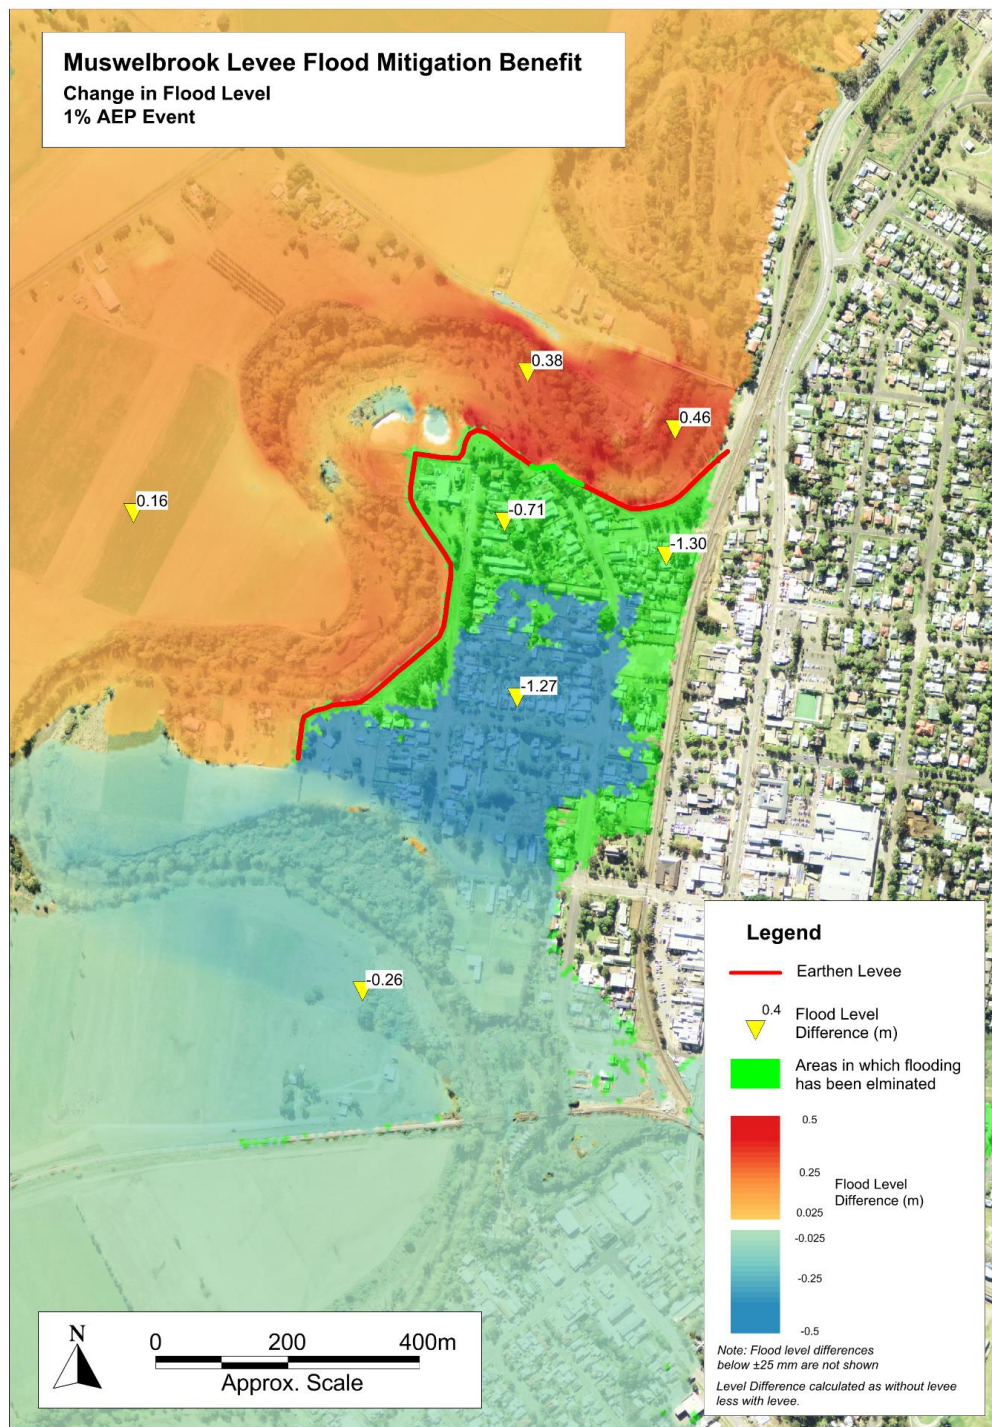 Muswelbrook Levee Flood Mitigation Benefit
Change in Flood Level
1% AEP Event
0.38
0.46
0.16
-0.71
-1.30
-1.27
-0.26
Legend
Earthen Levee
0.4
Flood Level
Difference (m)
Areas in which flooding
has been elminated
0.5
0.25
Flood Level
Difference (m)
0.025
-0.025
-0.25
-0.5
Note: Flood level differences
below ±25 mm are not shown
Level Difference calculated as without levee
less with levee.
N
0 200 400m
Approx. Scale